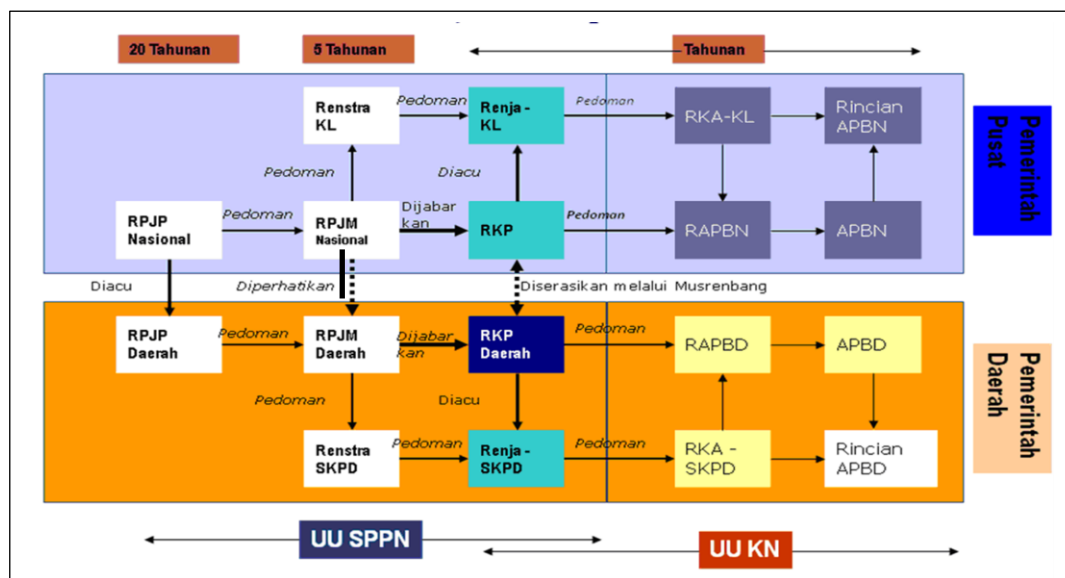 20 Tahunan
5 Tahunan
Tahunan
Renstra
KL
Pedoman
Renja -
KL
Pedoman
RKA-KL
Rincian
APBN
Pemerintah
Pusat
Pedoman
Diacu
RPJP
Nasional
Pedoman
RPJM
Nasional
Dijabar
kan
RKP
Pedoman
RAPBN
APBN
Diacu
Diperhatikan
Diserasikan melalui Musrenbang
RPJP
Daerah
Pedoman
RPJM
Daerah
Dijabar
kan
RKP
Daerah
Pedoman
RAPBD
APBD
Pemerintah
Daerah
Pedoman
Diacu
Renstra
SKPD
Pedoman
Renja -
SKPD
Pedoman
RKA -
SKPD
Rincian
APBD
UU SPPN
UU KN